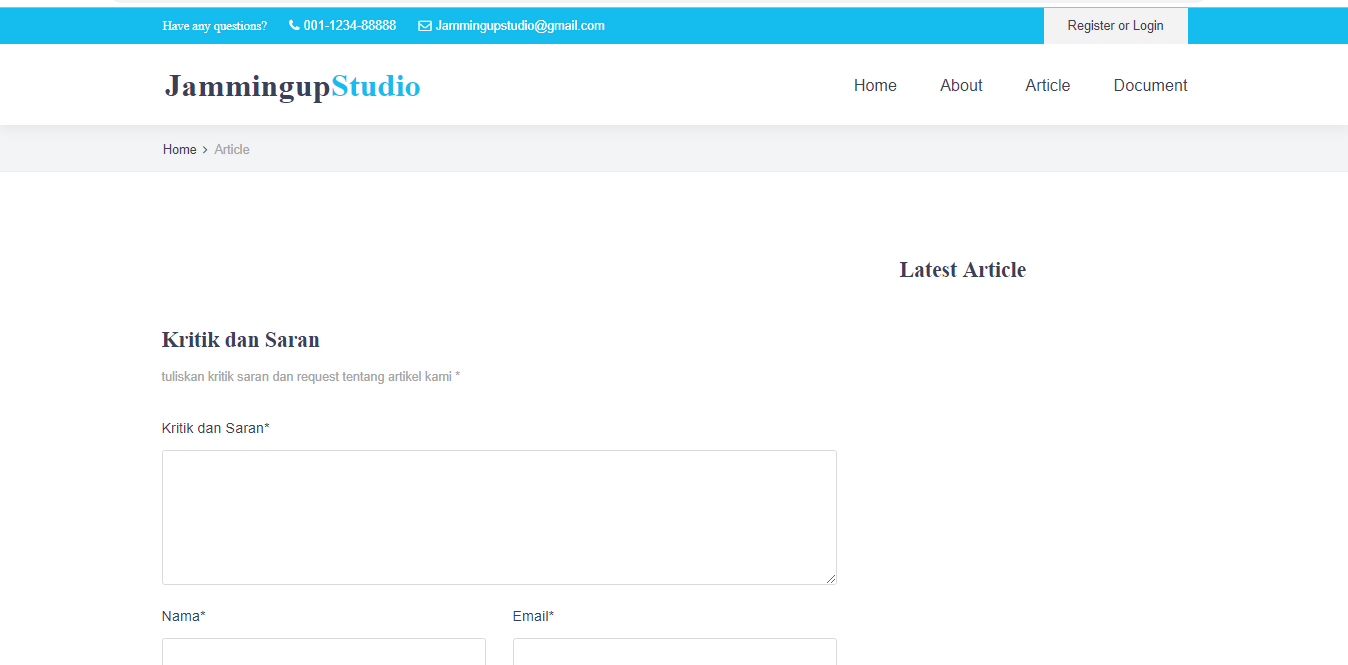 Have any questions? 001-1234-88888 Jammingupstudio@gmail.com Register or Login
JammingupStudio Home About Article Document
Home > Article
Latest Article
Kritik dan Saran
tuliskan kritik saran dan request tentang artikel kami *
Kritik dan Saran*
Nama* Email*